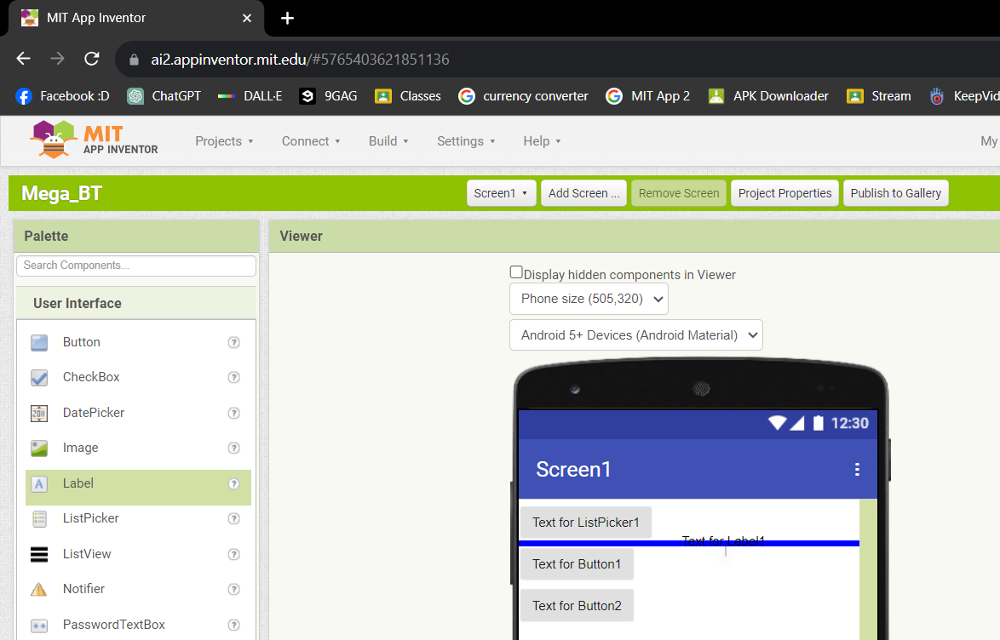 MIT App Inventor
ai2.appinventor.mit.edu/#5765403621851136
Facebook :D ChatGPT DALL·E 9GAG Classes currency converter MIT App 2 APK Downloader Stream KeepVid
MIT
APP INVENTOR
Projects Connect Build Settings Help My
Mega_BT Screen1 Add Screen ... Remove Screen Project Properties Publish to Gallery
Palette
Search Components...
User Interface
Button
CheckBox
2011 DatePicker
Image
A Label
ListPicker
ListView
Notifier
PasswordTextBox
Viewer
Display hidden components in Viewer
Phone size (505,320)
Android 5+ Devices (Android Material)
12:30
Screen1
Text for ListPicker1
Text for Label1
Text for Button1
Text for Button2